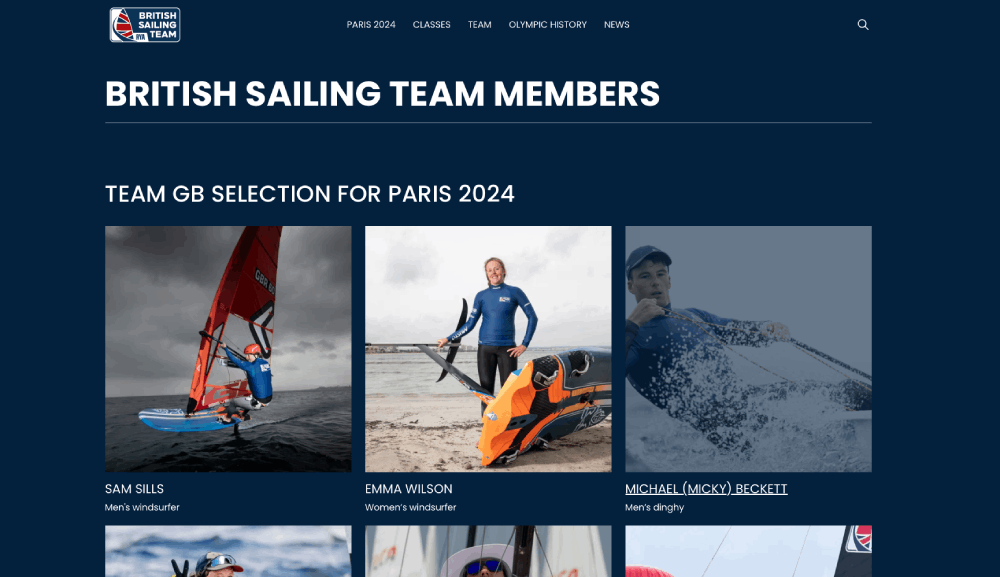 BRITISH
SAILING
TEAM
RYA
PARIS 2024
CLASSES
TEAM
OLYMPIC HISTORY
NEWS
BRITISH SAILING TEAM MEMBERS
TEAM GB SELECTION FOR PARIS 2024
GBR
SAM SILLS
Men's windsurfer
EMMA WILSON
Women's windsurfer
MICHAEL (MICKY) BECKETT
Men's dinghy